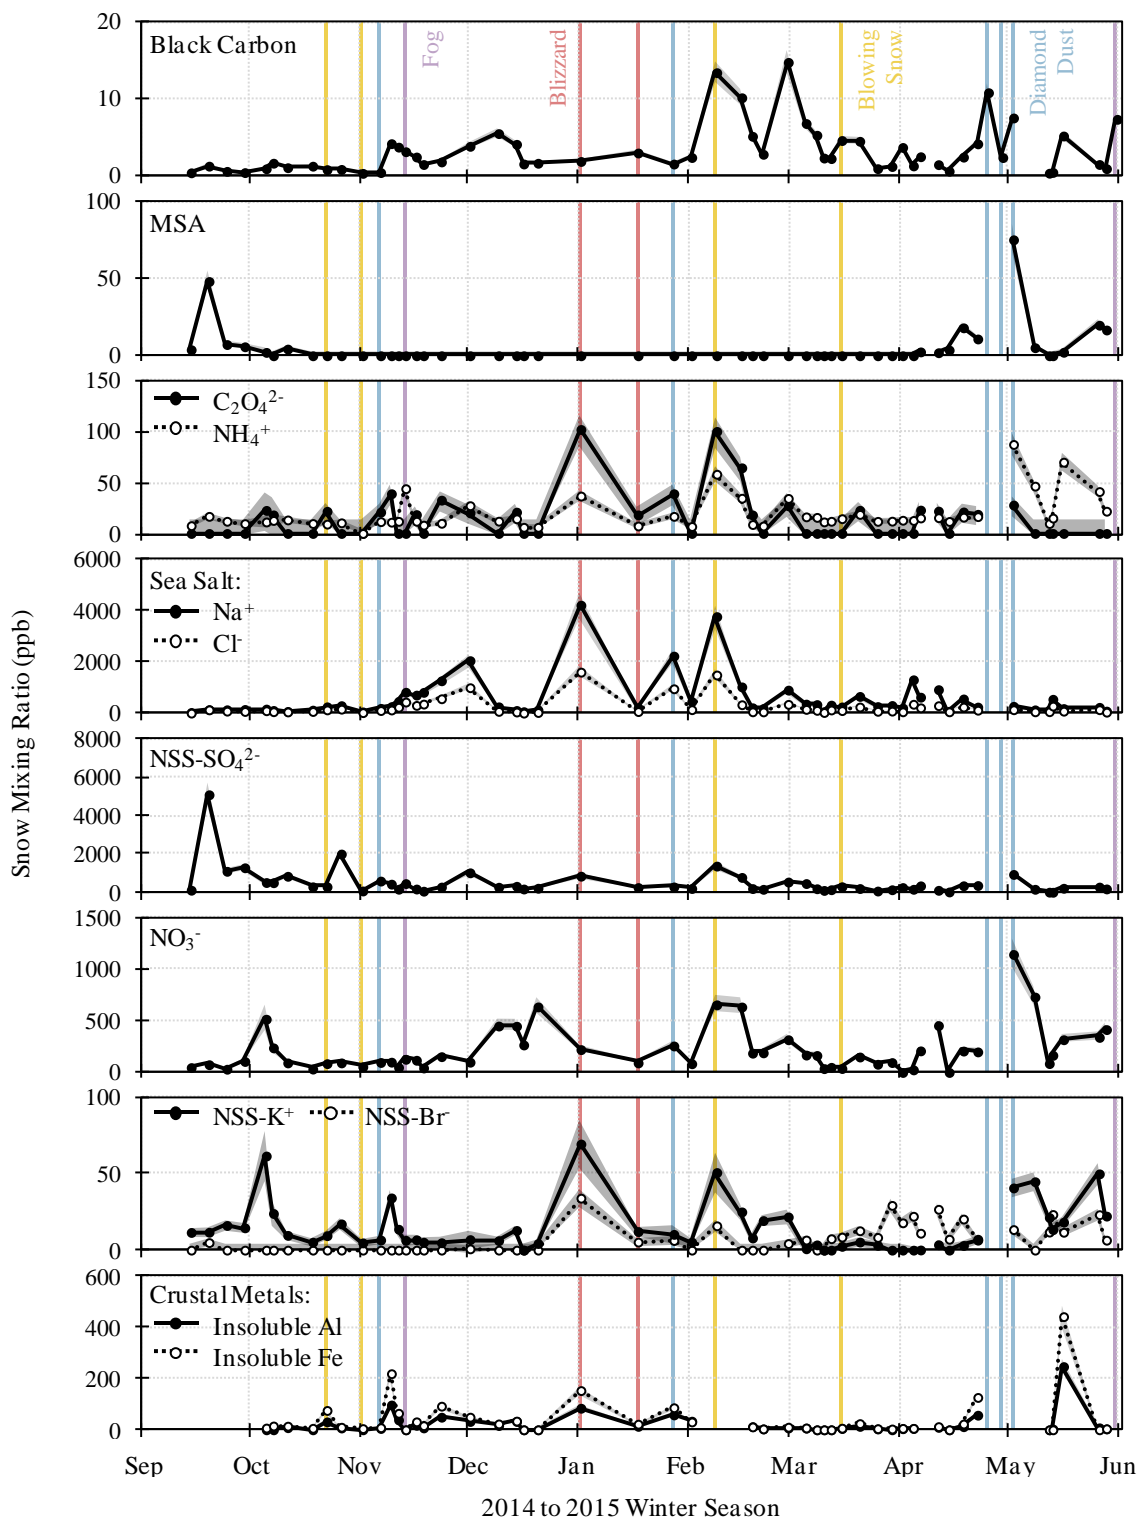 20
Black Carbon
Fog
Blizzard
Blowing
Snow
Diamond
Dust
10
0
100
MSA
50
0
150
C₂O₄²⁻
NH₄⁺
100
50
0
6000
Sea Salt:
Na⁺
Cl⁻
4000
2000
0
8000
NSS-SO₄²⁻
6000
4000
2000
0
1500
NO₃⁻
1000
500
0
100
NSS-K⁺ NSS-Br⁻
50
0
600
Crustal Metals:
Insoluble Al
Insoluble Fe
400
200
0
Snow Mixing Ratio (ppb)
Sep Oct Nov Dec Jan Feb Mar Apr May Jun
2014 to 2015 Winter Season